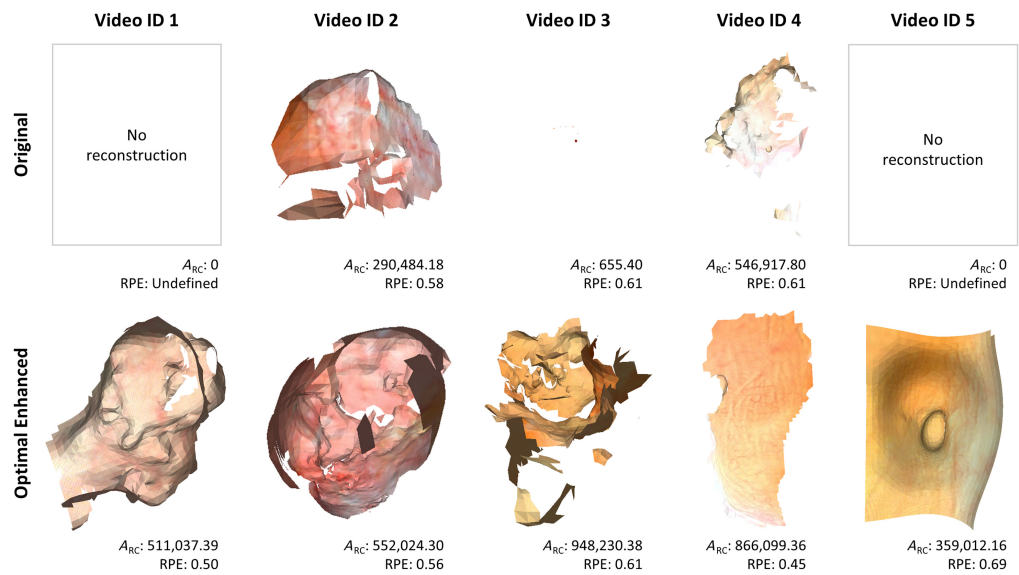 Video ID 1
Video ID 2
Video ID 3
Video ID 4
Video ID 5
Original
No
reconstruction
No
reconstruction
ARC: 0
RPE: Undefined
ARC: 290,484.18
RPE: 0.58
ARC: 655.40
RPE: 0.61
ARC: 546,917.80
RPE: 0.61
ARC: 0
RPE: Undefined
Optimal Enhanced
ARC: 511,037.39
RPE: 0.50
ARC: 552,024.30
RPE: 0.56
ARC: 948,230.38
RPE: 0.61
ARC: 866,099.36
RPE: 0.45
ARC: 359,012.16
RPE: 0.69